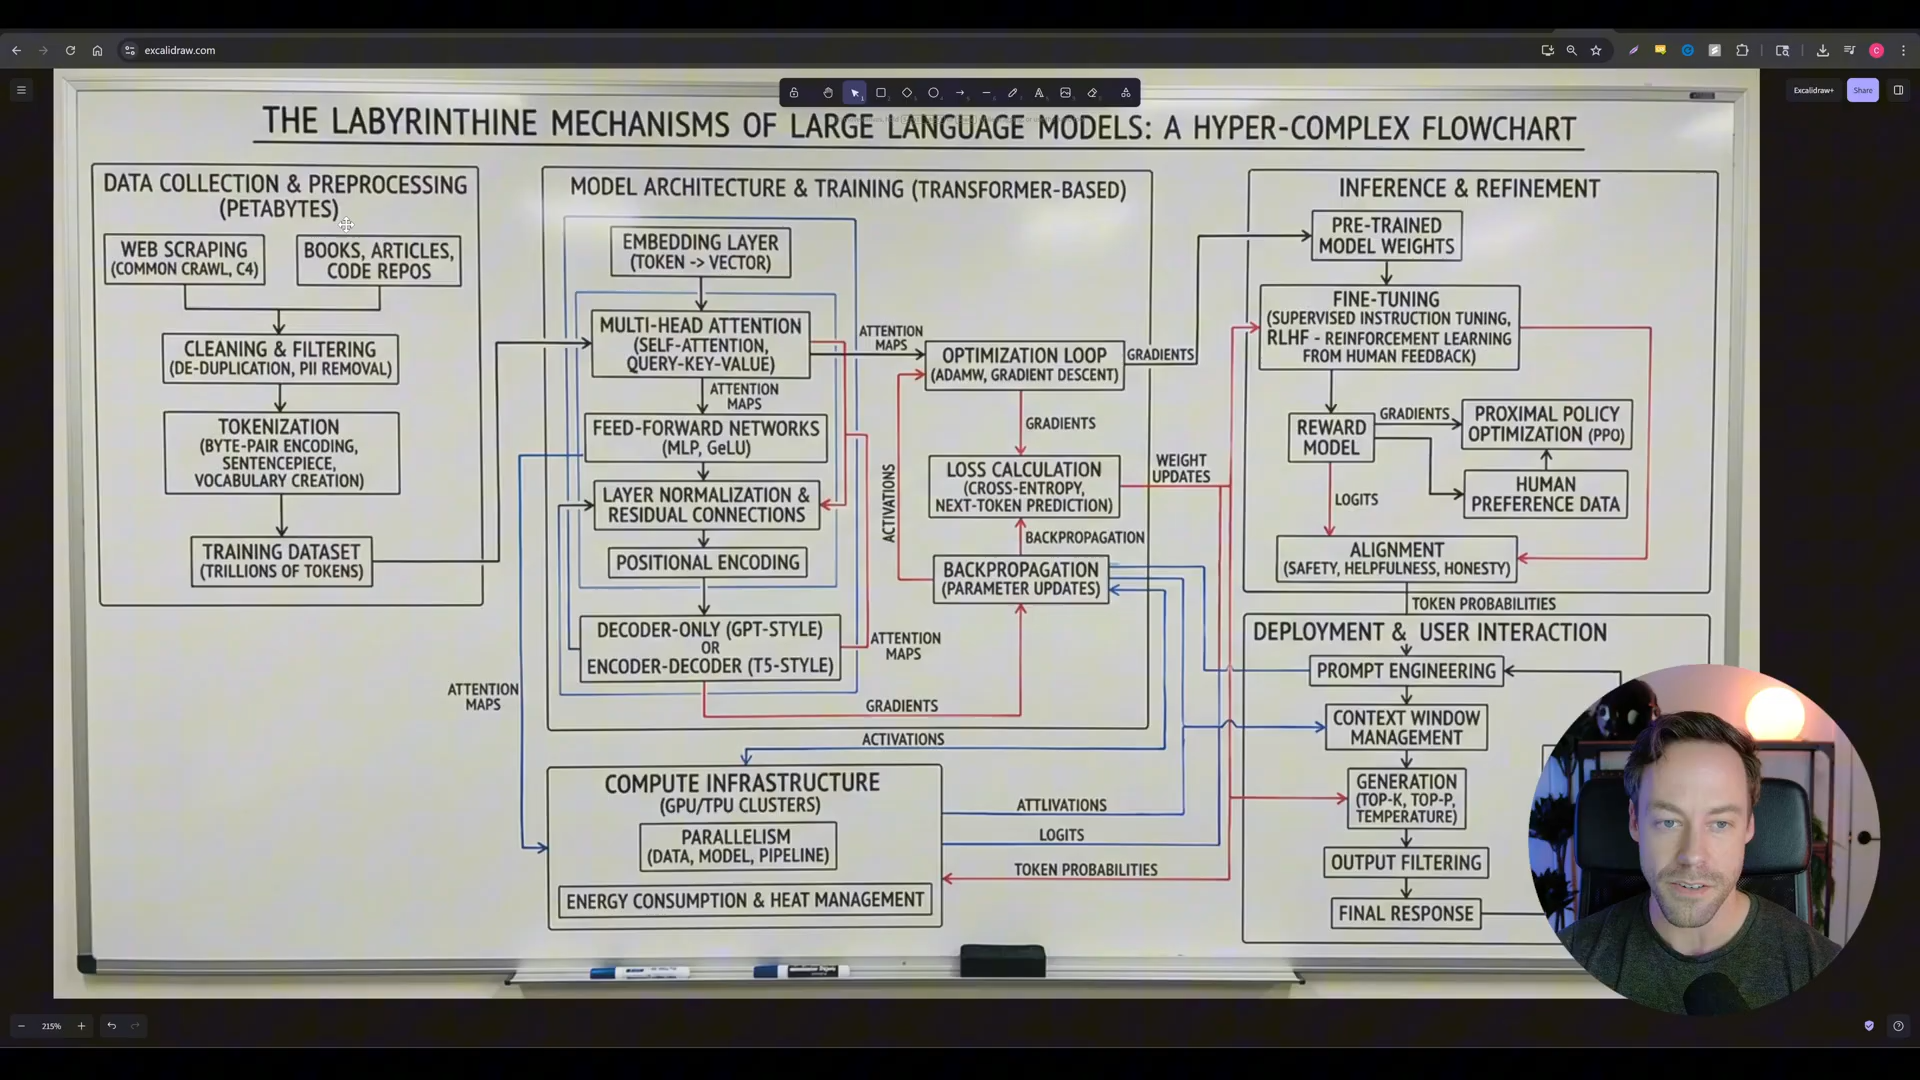 excalidraw.com
Excalidraw+
Share
THE LABYRINTHINE MECHANISMS OF LARGE LANGUAGE MODELS: A HYPER-COMPLEX FLOWCHART
DATA COLLECTION & PREPROCESSING
(PETABYTES)
WEB SCRAPING
(COMMON CRAWL, C4)
BOOKS, ARTICLES,
CODE REPOS
CLEANING & FILTERING
(DE-DUPLICATION, PII REMOVAL)
TOKENIZATION
(BYTE-PAIR ENCODING,
SENTENCEPIECE,
VOCABULARY CREATION)
TRAINING DATASET
(TRILLIONS OF TOKENS)
MODEL ARCHITECTURE & TRAINING (TRANSFORMER-BASED)
EMBEDDING LAYER
(TOKEN -> VECTOR)
MULTI-HEAD ATTENTION
(SELF-ATTENTION,
QUERY-KEY-VALUE)
ATTENTION
MAPS
FEED-FORWARD NETWORKS
(MLP, GeLU)
LAYER NORMALIZATION &
RESIDUAL CONNECTIONS
POSITIONAL ENCODING
DECODER-ONLY (GPT-STYLE)
OR
ENCODER-DECODER (T5-STYLE)
ATTENTION
MAPS
OPTIMIZATION LOOP
(ADAMW, GRADIENT DESCENT)
GRADIENTS
GRADIENTS
LOSS CALCULATION
(CROSS-ENTROPY,
NEXT-TOKEN PREDICTION)
WEIGHT
UPDATES
ACTIVATIONS
BACKPROPAGATION
BACKPROPAGATION
(PARAMETER UPDATES)
ATTENTION
MAPS
GRADIENTS
ATTENTION
MAPS
ACTIVATIONS
COMPUTE INFRASTRUCTURE
(GPU/TPU CLUSTERS)
PARALLELISM
(DATA, MODEL, PIPELINE)
ENERGY CONSUMPTION & HEAT MANAGEMENT
ATTLIVATIONS
LOGITS
TOKEN PROBABILITIES
INFERENCE & REFINEMENT
PRE-TRAINED
MODEL WEIGHTS
FINE-TUNING
(SUPERVISED INSTRUCTION TUNING,
RLHF - REINFORCEMENT LEARNING
FROM HUMAN FEEDBACK)
REWARD
MODEL
GRADIENTS
PROXIMAL POLICY
OPTIMIZATION (PPO)
HUMAN
PREFERENCE DATA
LOGITS
ALIGNMENT
(SAFETY, HELPFULNESS, HONESTY)
TOKEN PROBABILITIES
DEPLOYMENT & USER INTERACTION
PROMPT ENGINEERING
CONTEXT WINDOW
MANAGEMENT
GENERATION
(TOP-K, TOP-P,
TEMPERATURE)
OUTPUT FILTERING
FINAL RESPONSE
215%